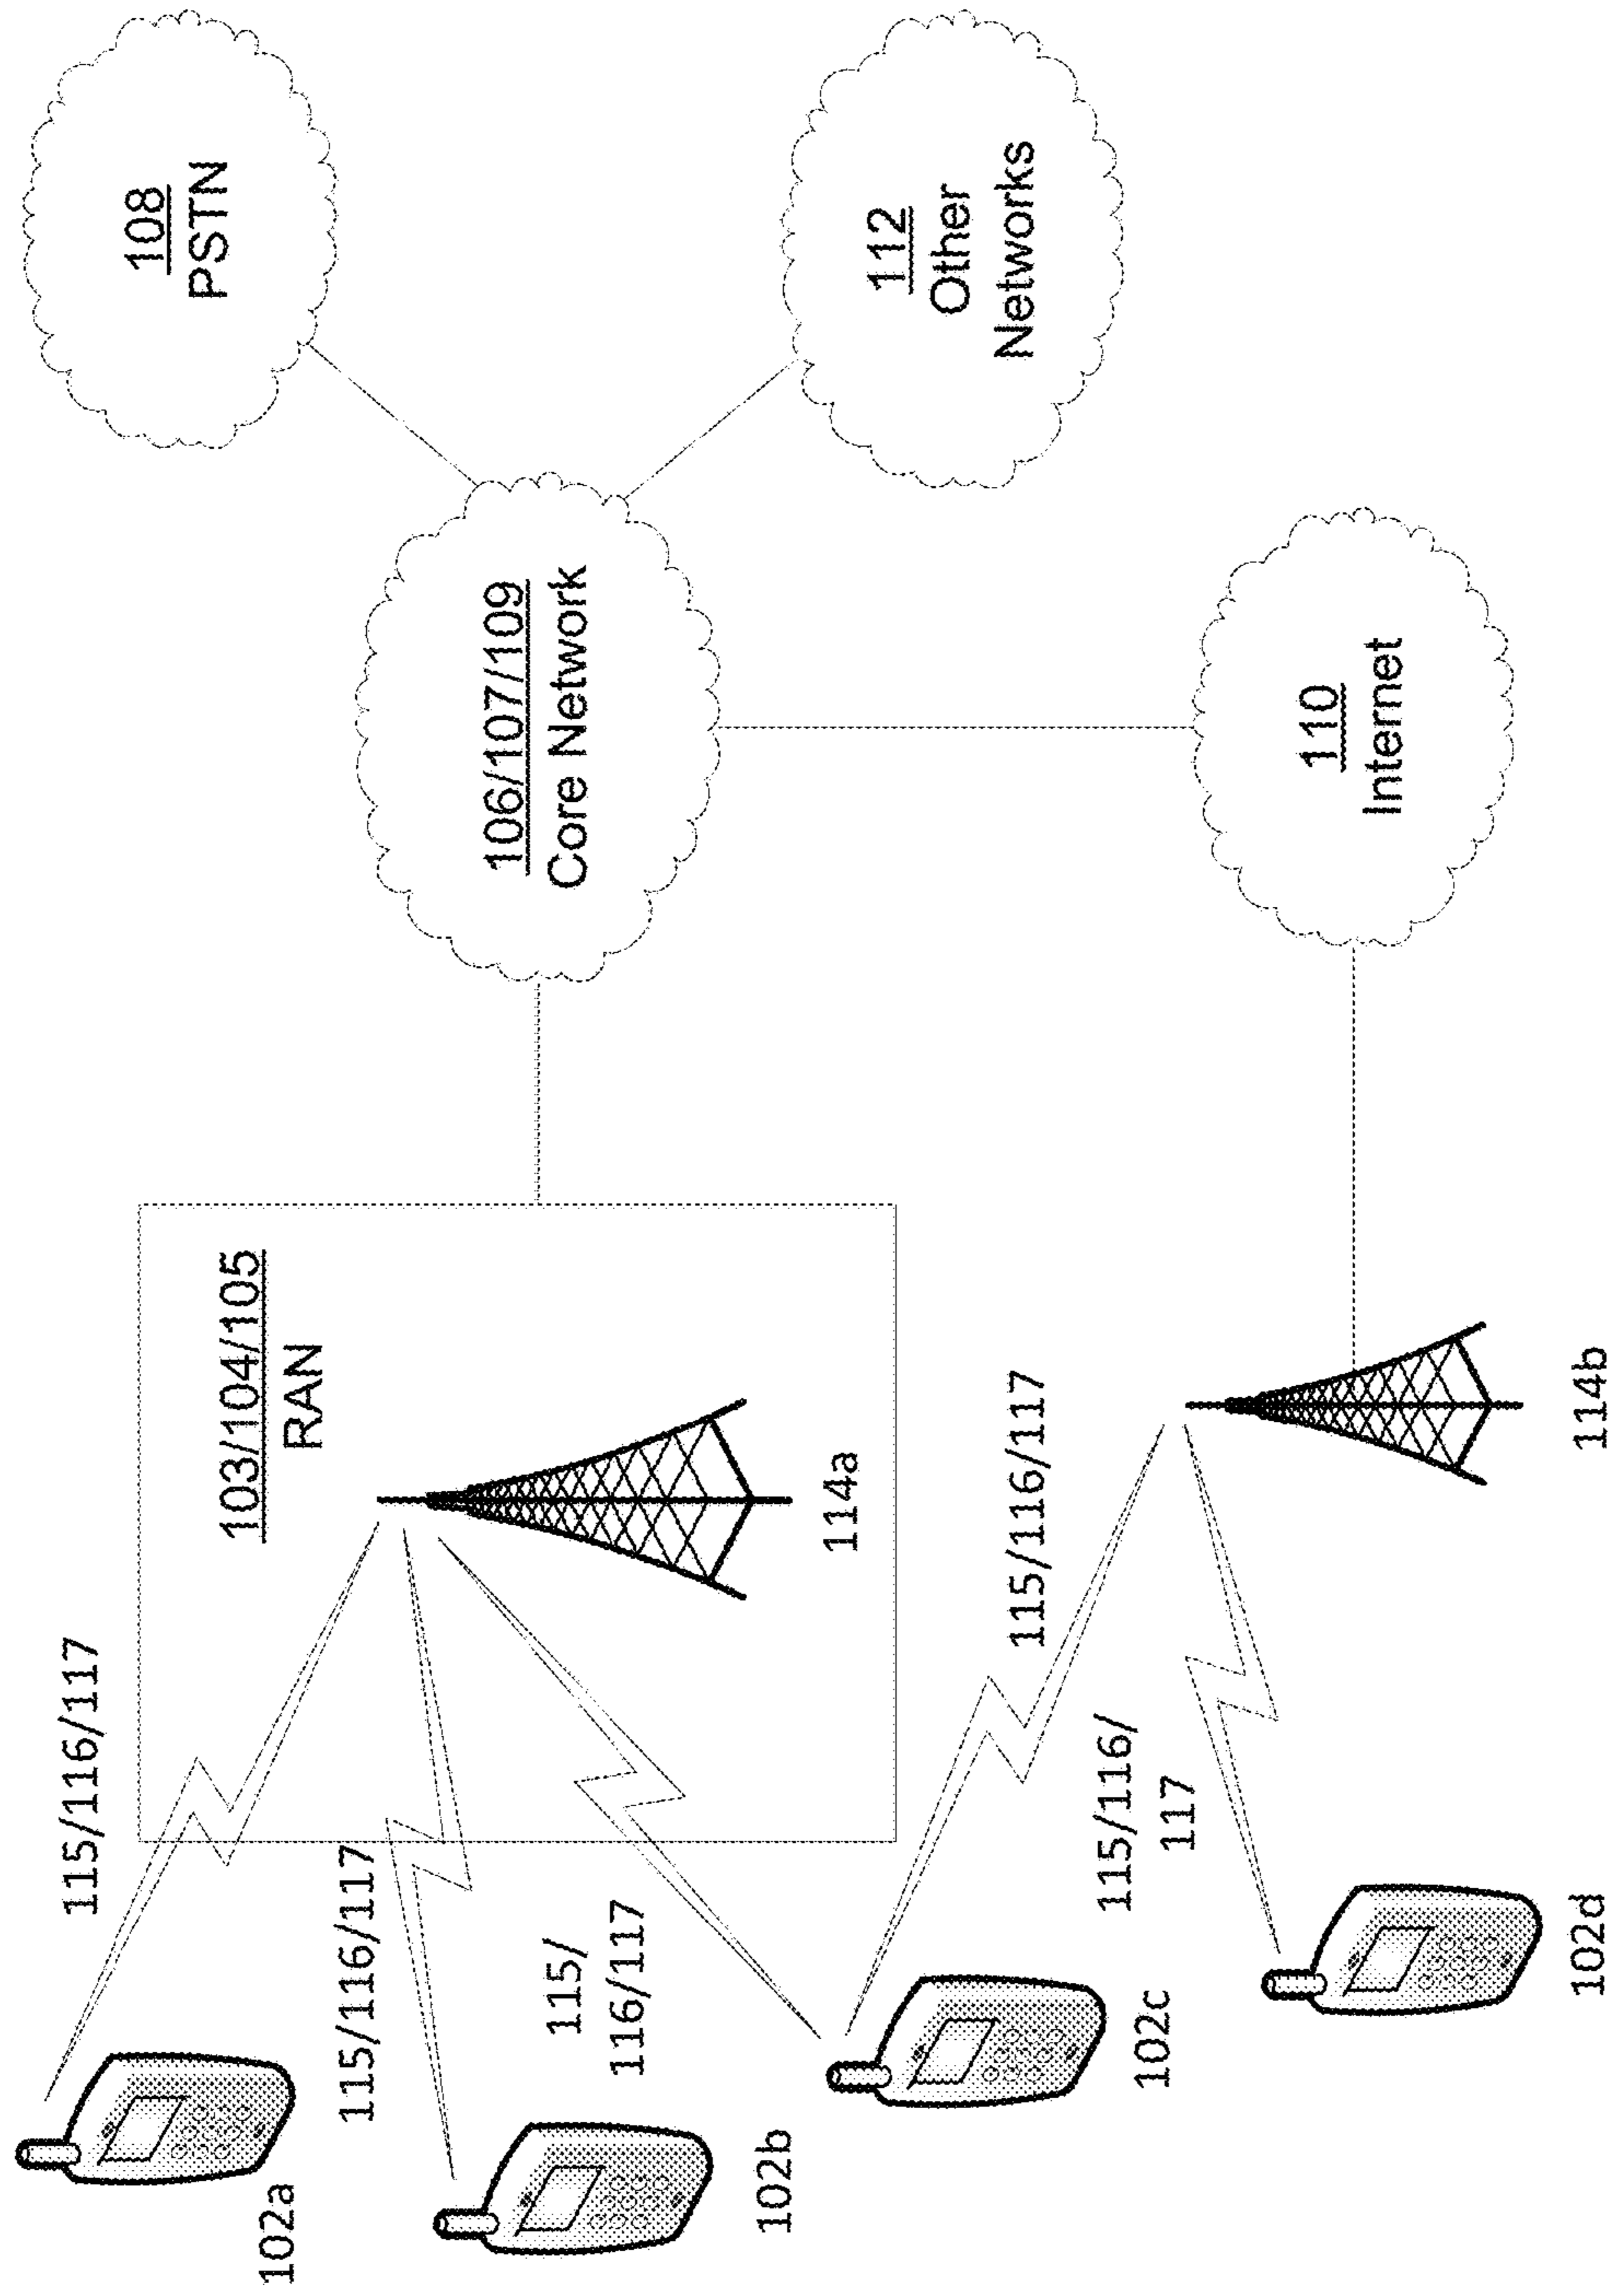 115/116/117
103/104/105
RAN
108
PSTN
102a
115/116/117
106/107/109
Core Network
115/
116/117
114a
102b
112
Other
Networks
115/116/117
102c
115/116/
117
110
Internet
102d
114b